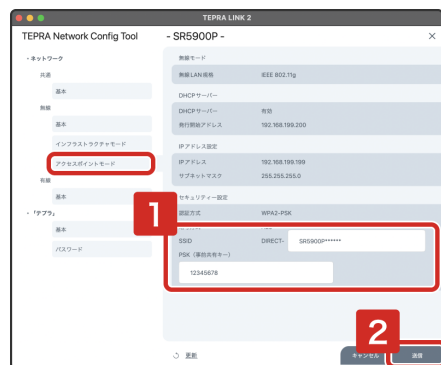 TEPRA LINK 2
TEPRA Network Config Tool
- SR5900P -
×
- ネットワーク
共通
基本
無線
基本
インフラストラクチャモード
アクセスポイントモード
有線
基本
- 「テプラ」
基本
パスワード
無線モード
無線LAN規格 IEEE 802.11g
DHCPサーバー
DHCPサーバー 有効
発行開始アドレス 192.168.199.200
IPアドレス設定
IPアドレス 192.168.199.199
サブネットマスク 255.255.255.0
セキュリティー設定
認証方式 WPA2-PSK
1
SSID DIRECT- SR5900P******
PSK（事前共有キー）
12345678
2
更新
キャンセル
送信